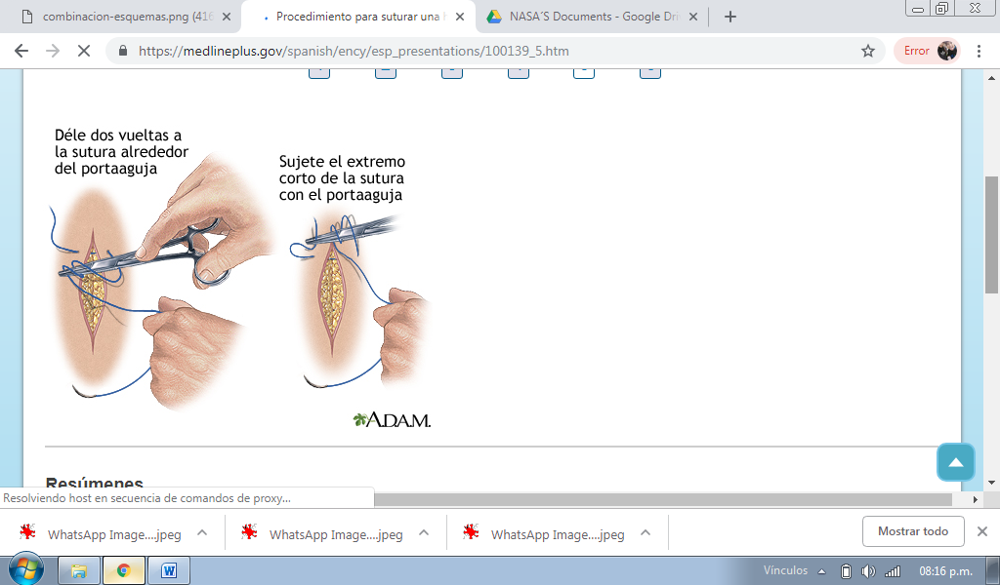 combinacion-esquemas.png (416
Procedimiento para suturar una h
NASA´S Documents - Google Dri
https://medlineplus.gov/spanish/ency/esp_presentations/100139_5.htm
Error
Déle dos vueltas a
la sutura alrededor
del portaaguja
Sujete el extremo
corto de la sutura
con el portaaguja
A.D.A.M.
Resúmenes
Resolviendo host en secuencia de comandos de proxy...
WhatsApp Image....jpeg
WhatsApp Image....jpeg
WhatsApp Image....jpeg
Mostrar todo
Vínculos
08:16 p.m.